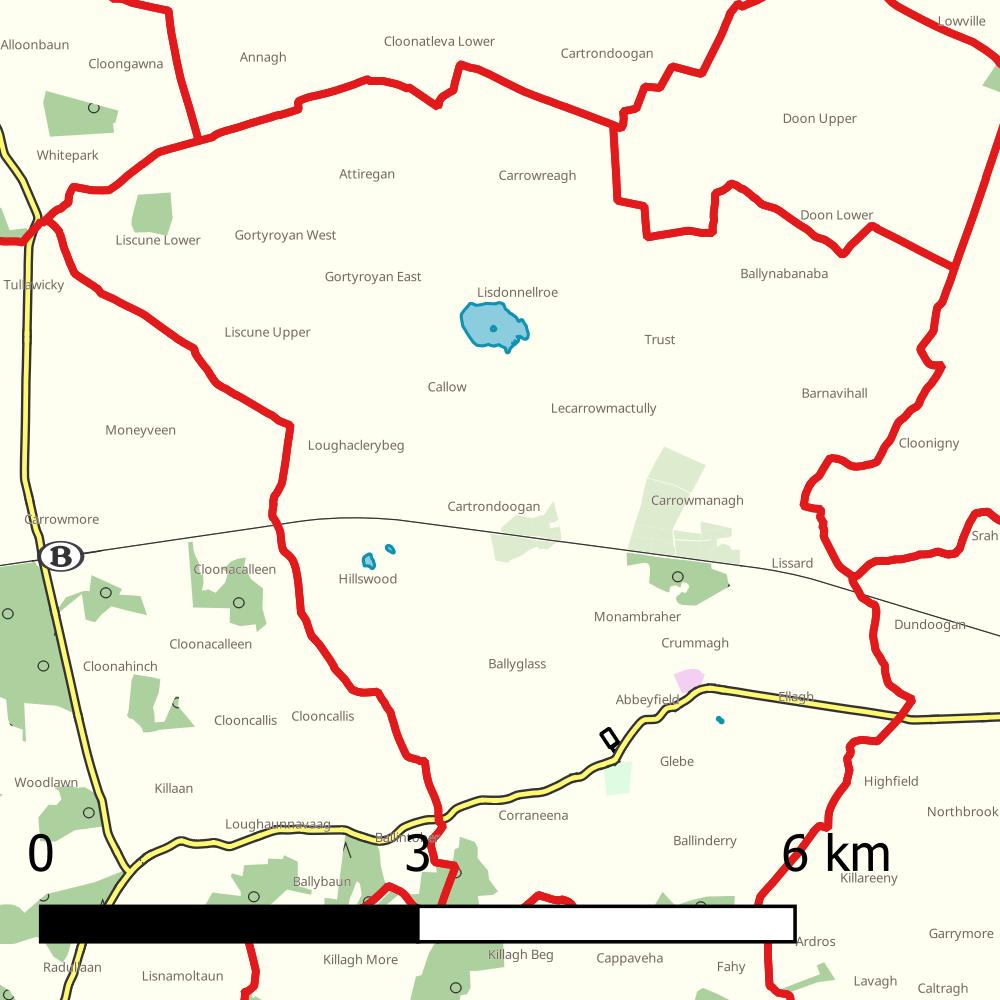 Lowville
Cloonatleva Lower
Alloonbaun
Cartrondoogan
Annagh
Cloongawna
Doon Upper
Whitepark
Attiregan
Carrowreagh
Doon Lower
Gortyroyan West
Liscune Lower
Ballynabanaba
Gortyroyan East
Tullawicky
Lisdonnellroe
Liscune Upper
Trust
Callow
Barnavihall
Lecarrowmactully
Moneyveen
Cloonigny
Loughaclerybeg
Carrowmanagh
Cartrondoogan
Carrowmore
Srah
B
Lissard
Cloonacalleen
Hillswood
Monambraher
Dundoogan
Crummagh
Cloonacalleen
Ballyglass
Cloonahinch
Ellagh
Abbeyfield
Clooncallis
Clooncallis
Glebe
Woodlawn
Highfield
Killaan
Northbrook
Corraneena
Loughaunnavaag
Ballintober
Ballinderry
0 3 6 km
Killareeny
Ballybaun
Garrymore
Ardros
Killagh Beg
Cappaveha
Killagh More
Radullaan
Fahy
Lisnamoltaun
Lavagh
Caltragh